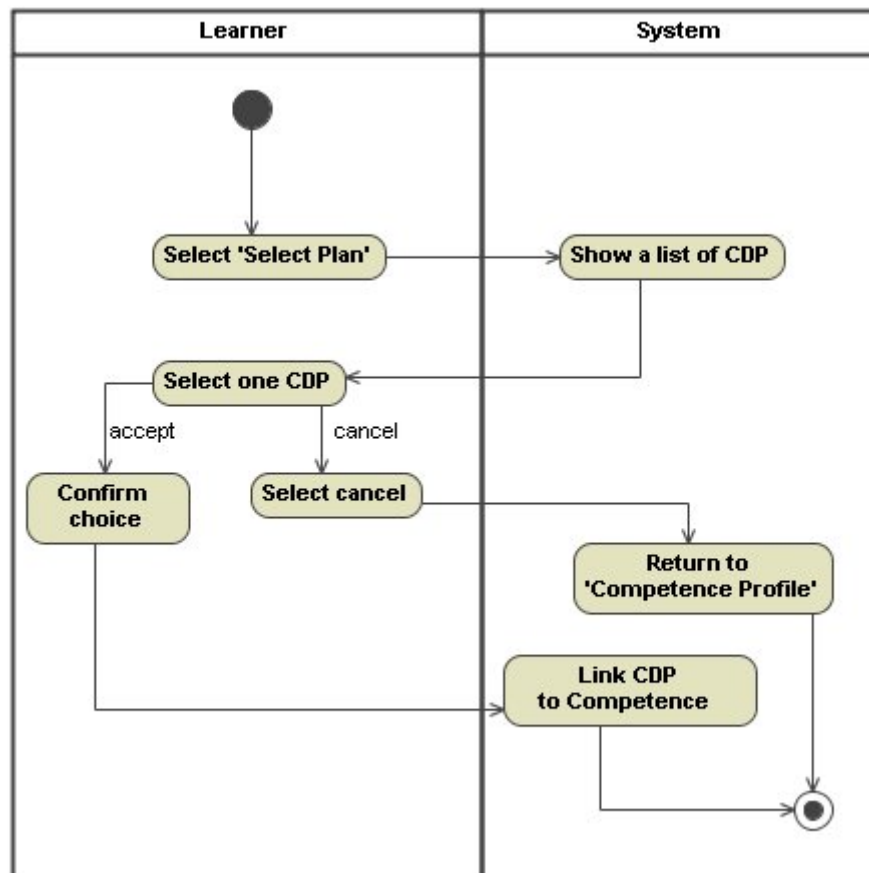 Learner
System
Select 'Select Plan'
Show a list of CDP
Select one CDP
accept
cancel
Confirm
choice
Select cancel
Return to
'Competence Profile'
Link CDP
to Competence